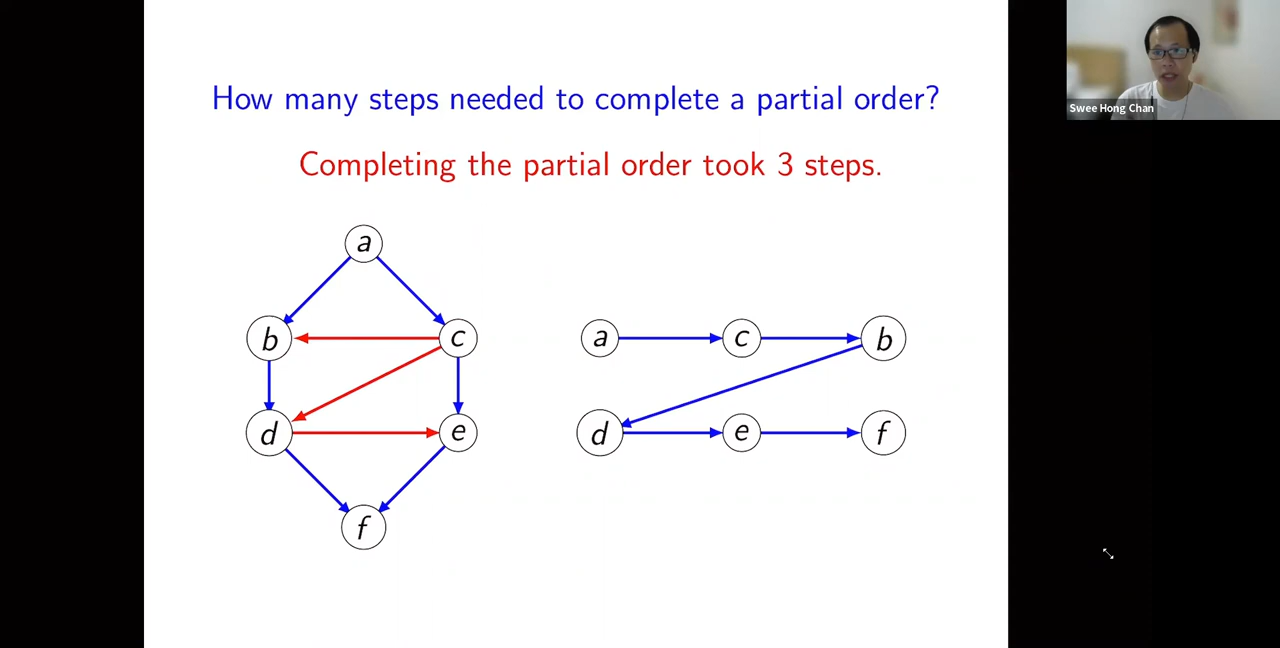 How many steps needed to complete a partial order?
Completing the partial order took 3 steps.
Swee Hong Chan
a
b c
d e
f
a c b
d e f